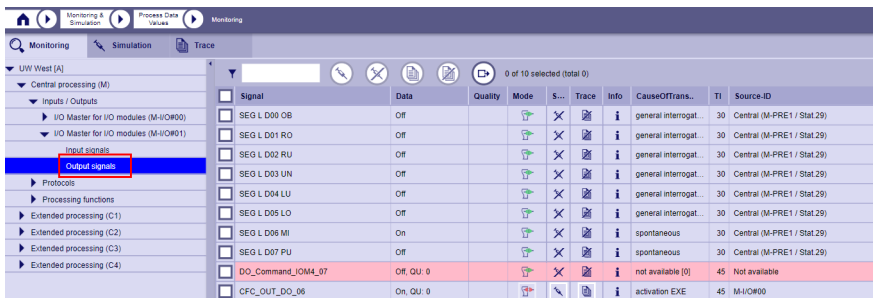 Monitoring & Simulation Process Data Values Monitoring
Monitoring Simulation Trace
UW West [A]
Central processing (M)
Inputs / Outputs
I/O Master for I/O modules (M-I/O#00)
I/O Master for I/O modules (M-I/O#01)
Input signals
Output signals
Protocols
Processing functions
Extended processing (C1)
Extended processing (C2)
Extended processing (C3)
Extended processing (C4)
0 of 10 selected (total 0)
Signal Data Quality Mode S... Trace Info CauseOfTrans.. TI Source-ID
SEG L D00 OB Off i general interrogat... 30 Central (M-PRE1 / Stat.29)
SEG L D01 RO Off i general interrogat... 30 Central (M-PRE1 / Stat.29)
SEG L D02 RU Off i general interrogat... 30 Central (M-PRE1 / Stat.29)
SEG L D03 UN Off i general interrogat... 30 Central (M-PRE1 / Stat.29)
SEG L D04 LU Off i general interrogat... 30 Central (M-PRE1 / Stat.29)
SEG L D05 LO Off i general interrogat... 30 Central (M-PRE1 / Stat.29)
SEG L D06 MI On i spontaneous 30 Central (M-PRE1 / Stat.29)
SEG L D07 PU Off i spontaneous 30 Central (M-PRE1 / Stat.29)
DO_Command_IOM4_07 Off, QU: 0 i not available [0] 45 Not available
CFC_OUT_DO_06 On, QU: 0 i activation EXE 45 M-I/O#00